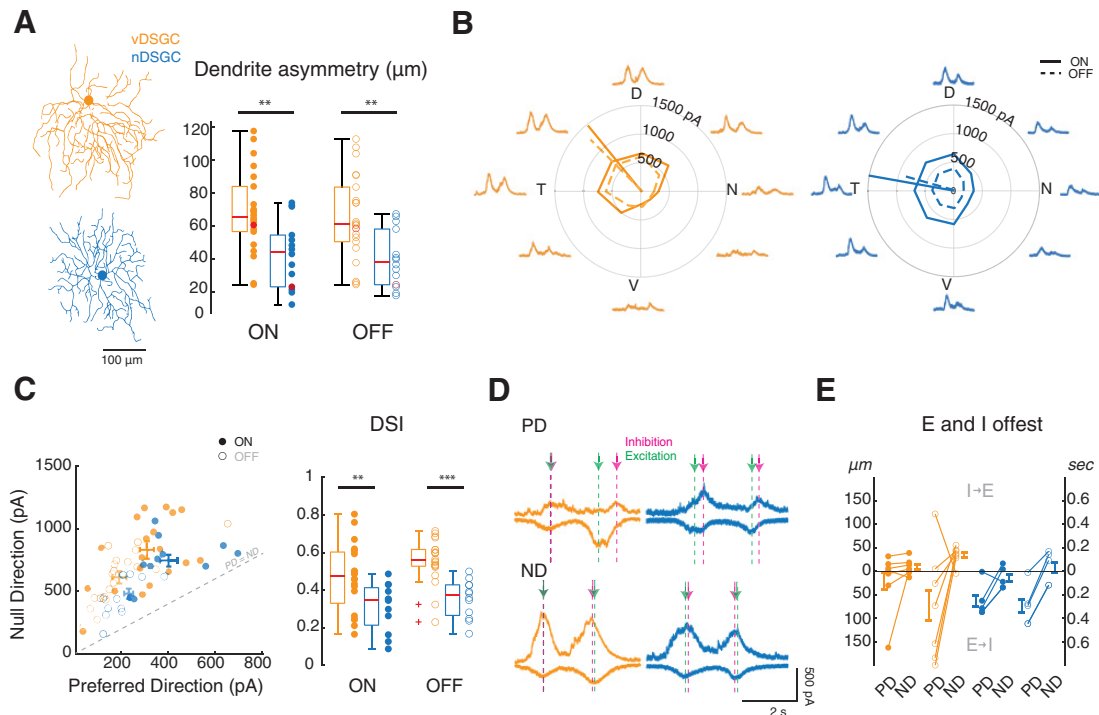 A
vDSGC
nDSGC
100 µm
Dendrite asymmetry (µm)
**
**
120
100
80
60
40
20
0
ON
OFF
B
ON
OFF
D
1500 pA
1000
500
T
N
V
D
1500 pA
1000
500
0
T
N
V
C
ON
OFF
1500
1000
500
0
Null Direction (pA)
200
400
600
800
Preferred Direction (pA)
PD = ND
DSI
**
***
1
0.8
0.6
0.4
0.2
0
ON
OFF
D
PD
Inhibition
Excitation
ND
500 pA
2 s
E
E and I offest
µm
sec
150
100
50
0
50
100
150
I→E
E→I
0.6
0.4
0.2
0
0.2
0.4
0.6
PD
ND
PD
ND
PD
ND
PD
ND